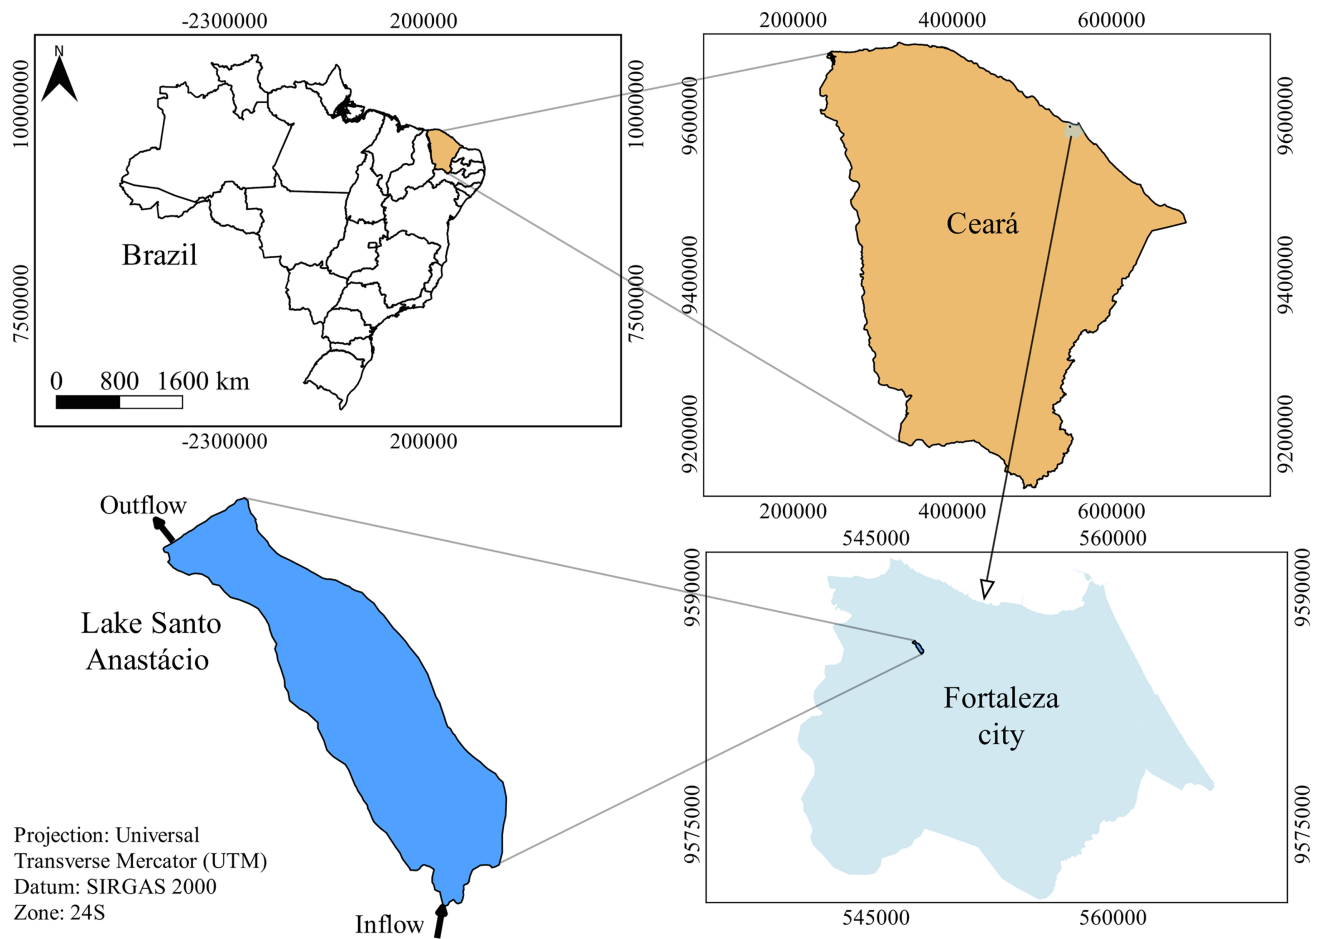 -2300000 200000
N
10000000
7500000
10000000
7500000
Brazil
0 800 1600 km
-2300000 200000
200000 400000 600000
9600000
9400000
9200000
9600000
9400000
9200000
Ceará
200000 400000 600000
Outflow
Lake Santo
Anastácio
Inflow
Projection: Universal
Transverse Mercator (UTM)
Datum: SIRGAS 2000
Zone: 24S
545000 560000
9590000
9575000
9590000
9575000
Fortaleza
city
545000 560000